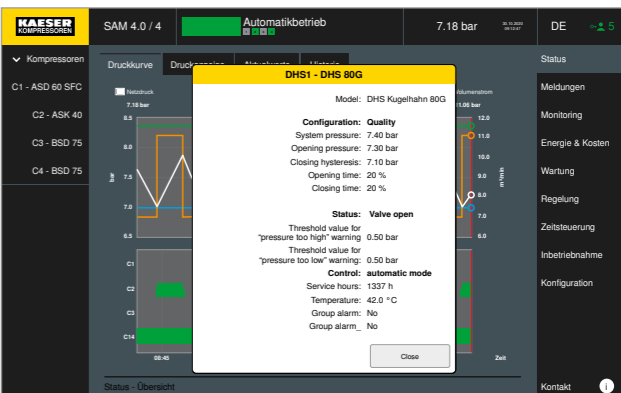 KAESER
KOMPRESSOREN
SAM 4.0 / 4
Automatikbetrieb
7.18 bar
DE
5
Kompressoren
C1 - ASD 60 SFC
C2 - ASK 40
C3 - BSD 75
C4 - BSD 75
Druckkurve
Netzdruck
7.18 bar
Volumenstrom
11.06 bar
bar
8.5
8.0
7.5
7.0
6.5
12.0
11.0
10.0
9.0
8.0
7.0
6.0
m³/min
C1
C2
C3
C14
08:45
Zeit
DHS1 - DHS 80G
Model: DHS Kugelhahn 80G
Configuration: Quality
System pressure: 7.40 bar
Opening pressure: 7.30 bar
Closing hysteresis: 7.10 bar
Opening time: 20 %
Closing time: 20 %
Status: Valve open
Threshold value for
"pressure too high" warning 0.50 bar
Threshold value for
"pressure too low" warning: 0.50 bar
Control: automatic mode
Service hours: 1337 h
Temperature: 42.0 °C
Group alarm: No
Group alarm_ No
Close
Status
Meldungen
Monitoring
Energie & Kosten
Wartung
Regelung
Zeitsteuerung
Inbetriebnahme
Konfiguration
Status - Übersicht
Kontakt
i